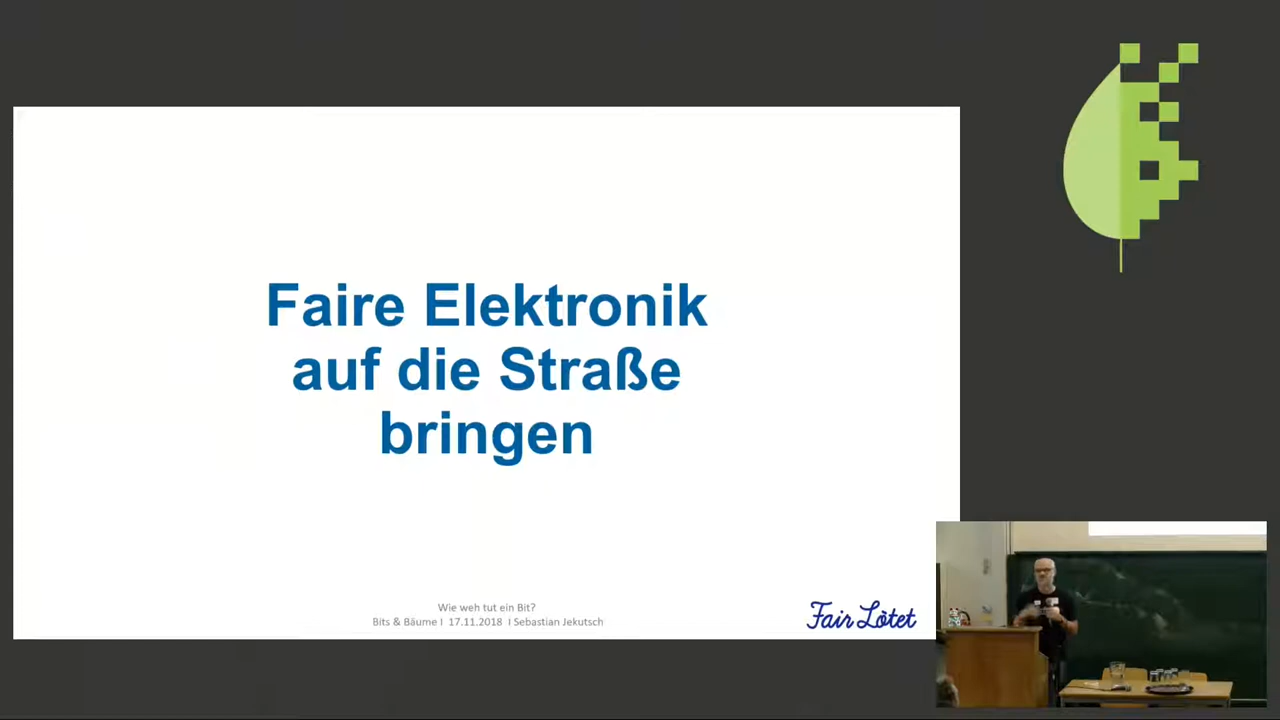 Faire Elektronik
auf die Straße
bringen
Wie weh tut ein Bit?
Bits & Bäume I 17.11.2018 I Sebastian Jekutsch
Fair Lötet